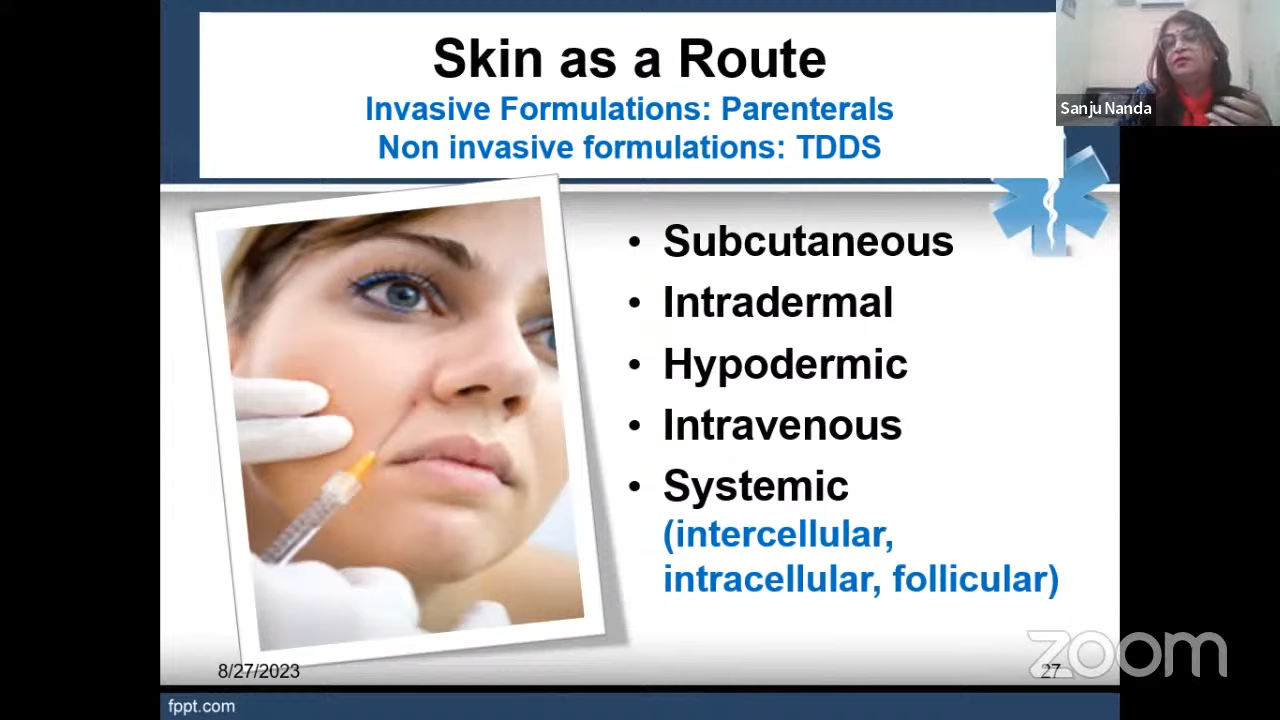 Skin as a Route
Invasive Formulations: Parenterals
Non invasive formulations: TDDS
Sanju Nanda
• Subcutaneous
• Intradermal
• Hypodermic
• Intravenous
• Systemic
(intercellular,
intracellular, follicular)
8/27/2023
27
zoom
fppt.com